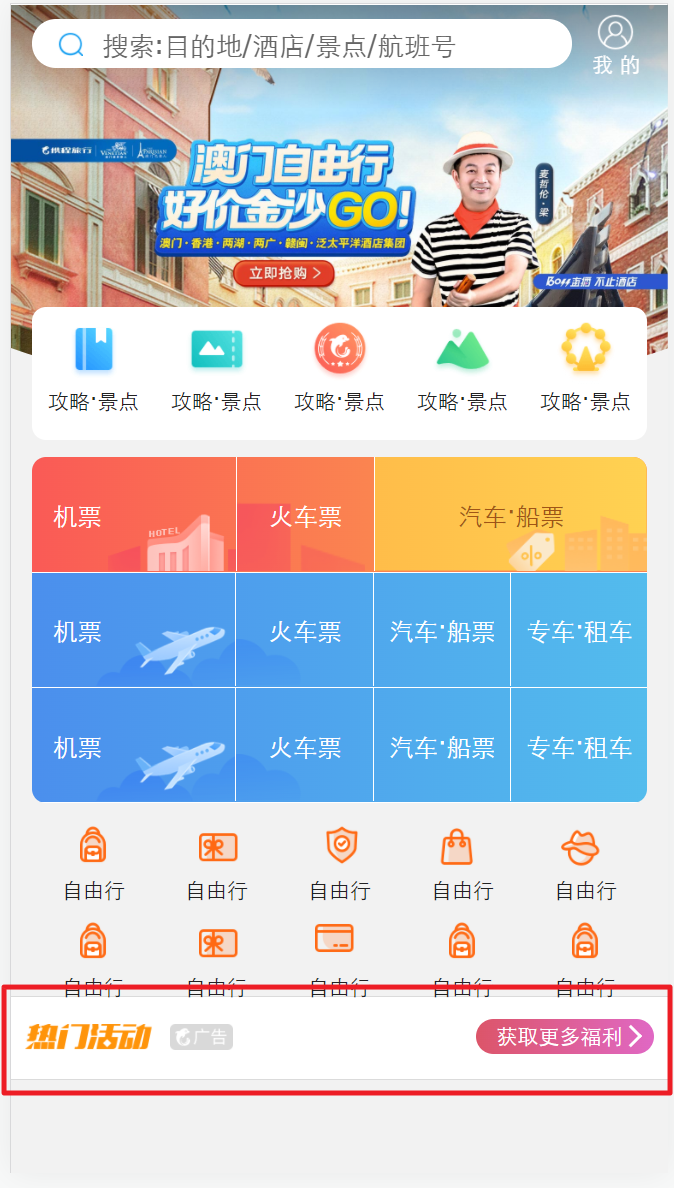 搜索:目的地/酒店/景点/航班号
我 的
携程旅行
澳门自由行
好价金沙GO!
澳门·香港·两湖·两广·赣闽·泛太平洋酒店集团
立即抢购 >
麦哲伦·梁
BOSS直播 不止酒店
攻略·景点 攻略·景点 攻略·景点 攻略·景点 攻略·景点
HOTEL
机票 火车票 汽车·船票
机票 火车票 汽车·船票 专车·租车
机票 火车票 汽车·船票 专车·租车
自由行 自由行 自由行 自由行 自由行
自由行 自由行 自由行 自由行 自由行
热门活动 广告 获取更多福利